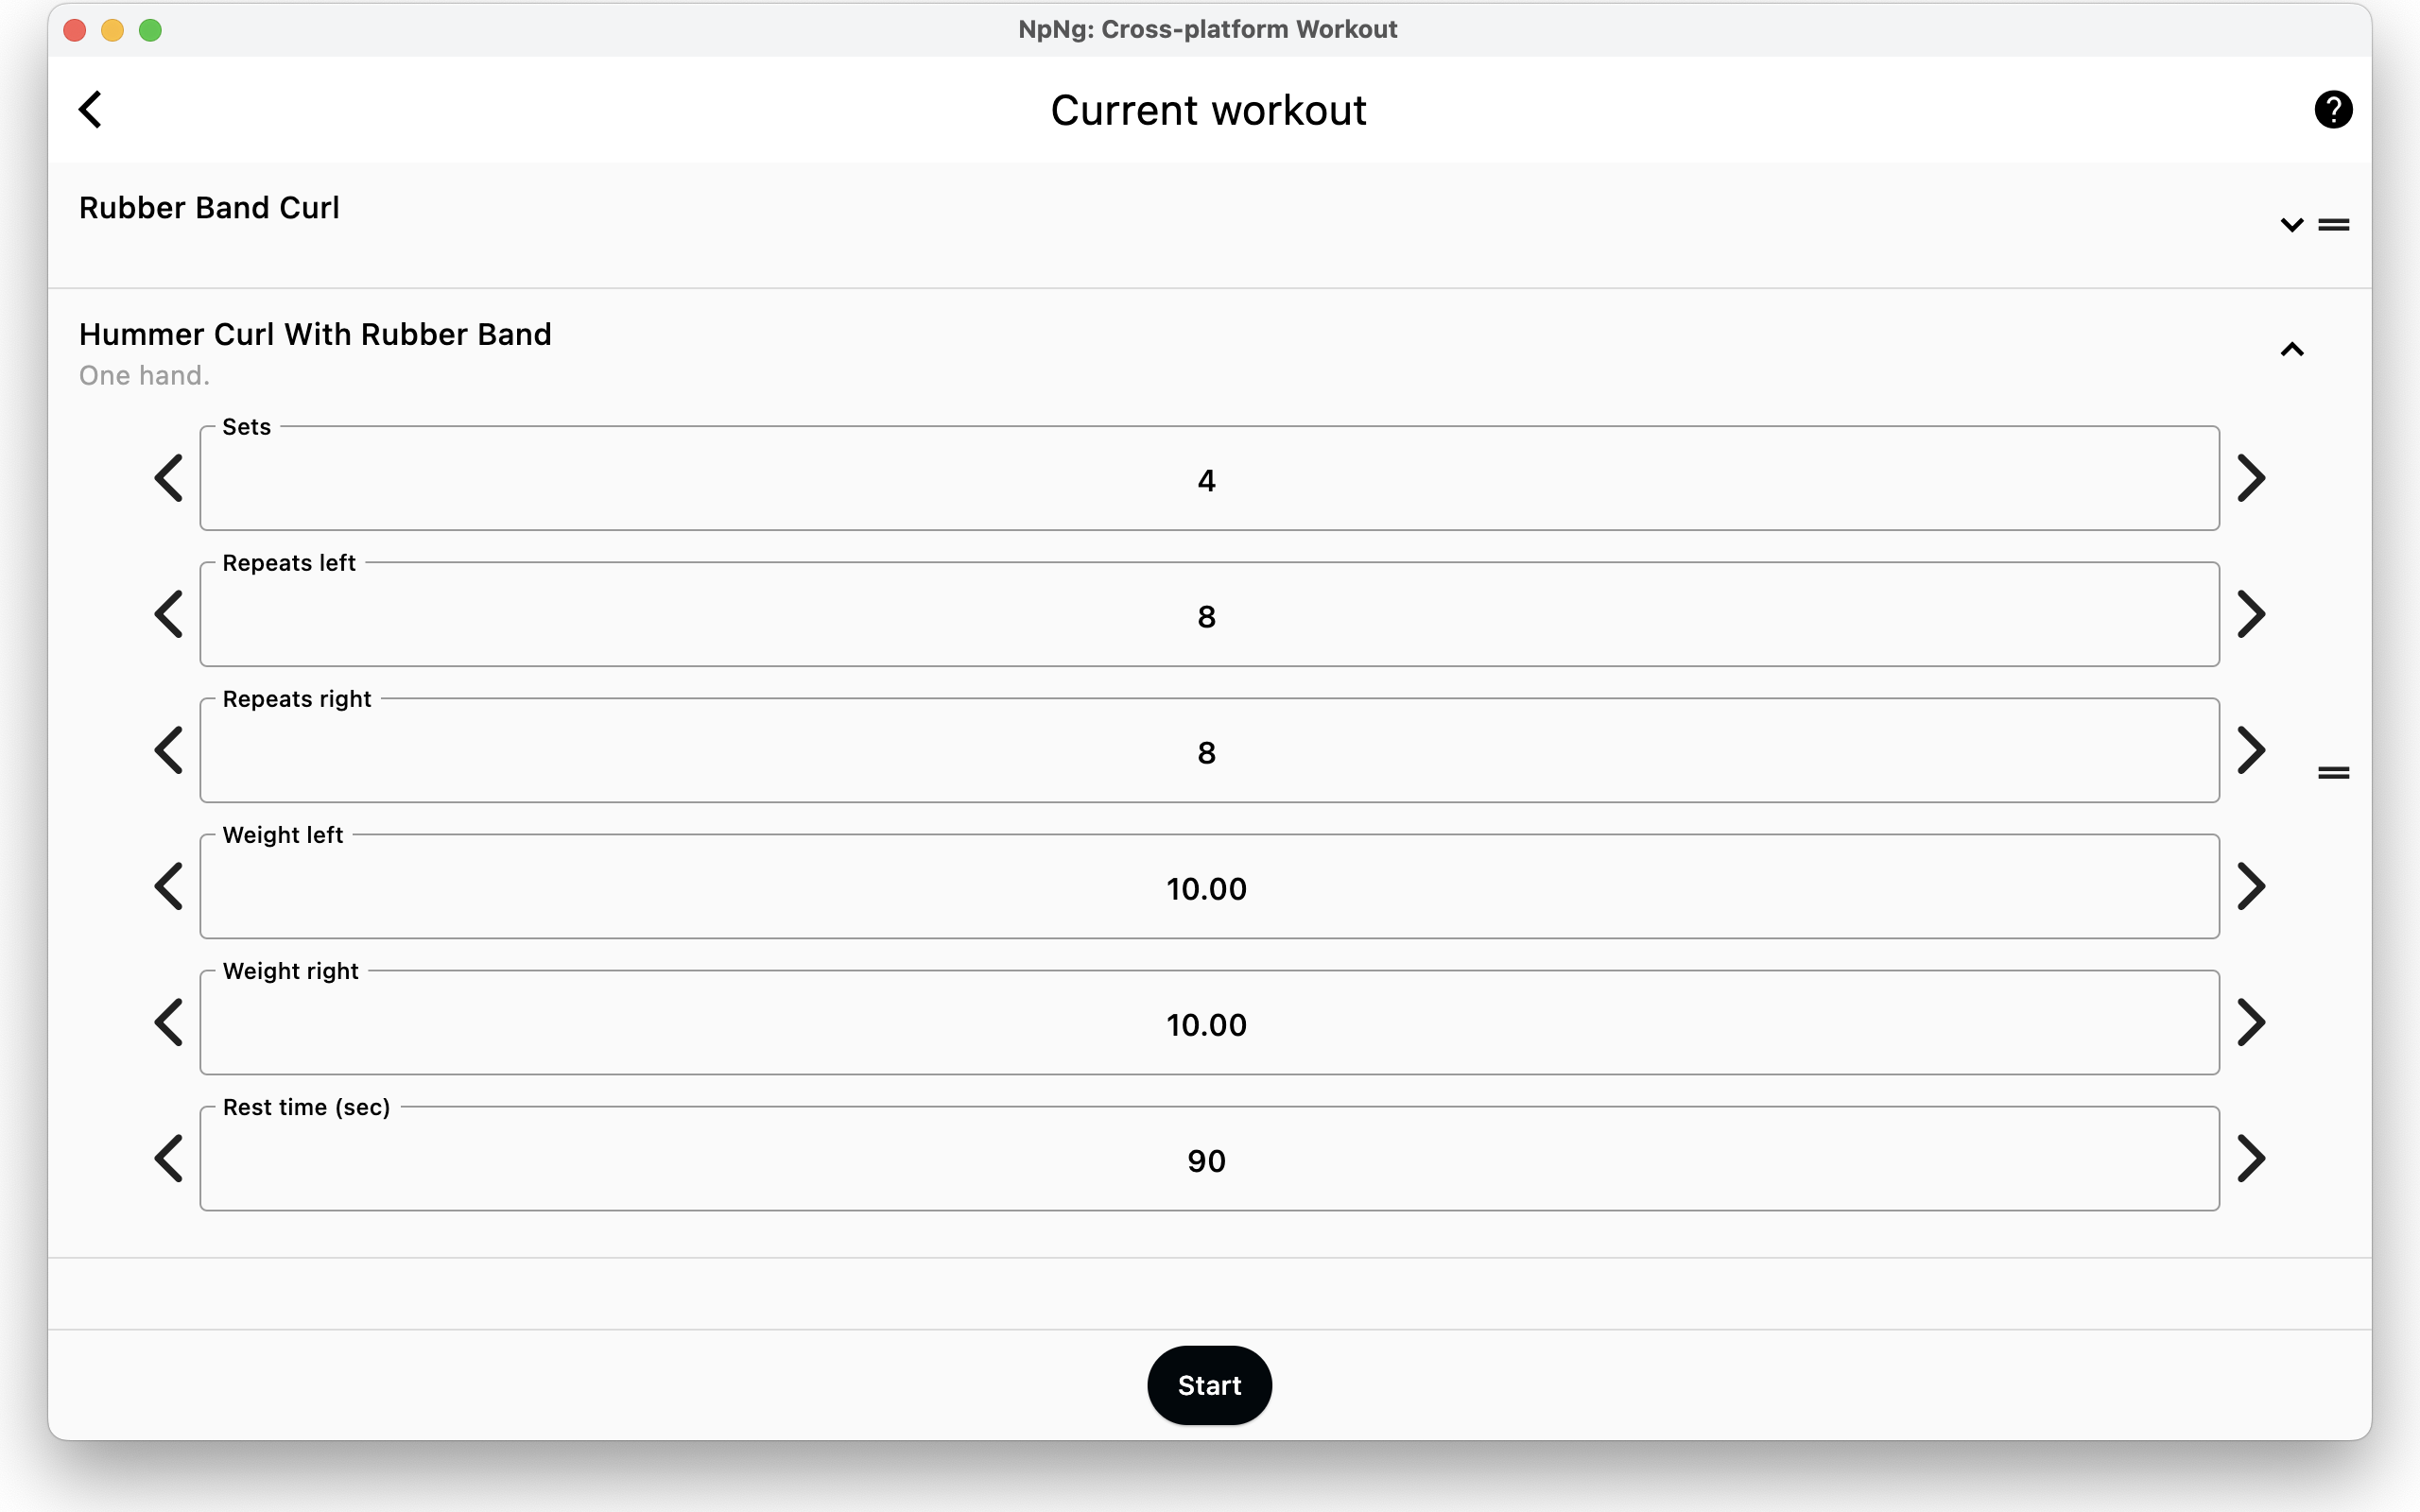 NpNg: Cross-platform Workout
Current workout
?
Rubber Band Curl
Hummer Curl With Rubber Band
One hand.
Sets
4
Repeats left
8
Repeats right
8
Weight left
10.00
Weight right
10.00
Rest time (sec)
90
Start